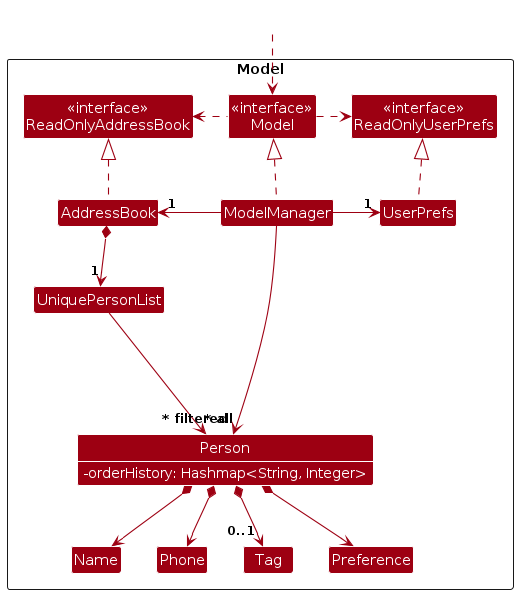 Model
«interface»
ReadOnlyAddressBook
«interface»
Model
«interface»
ReadOnlyUserPrefs
AddressBook
1
ModelManager
1
UserPrefs
1
UniquePersonList
* filtered
* all
Person
-orderHistory: Hashmap<String, Integer>
0..1
Name
Phone
Tag
Preference